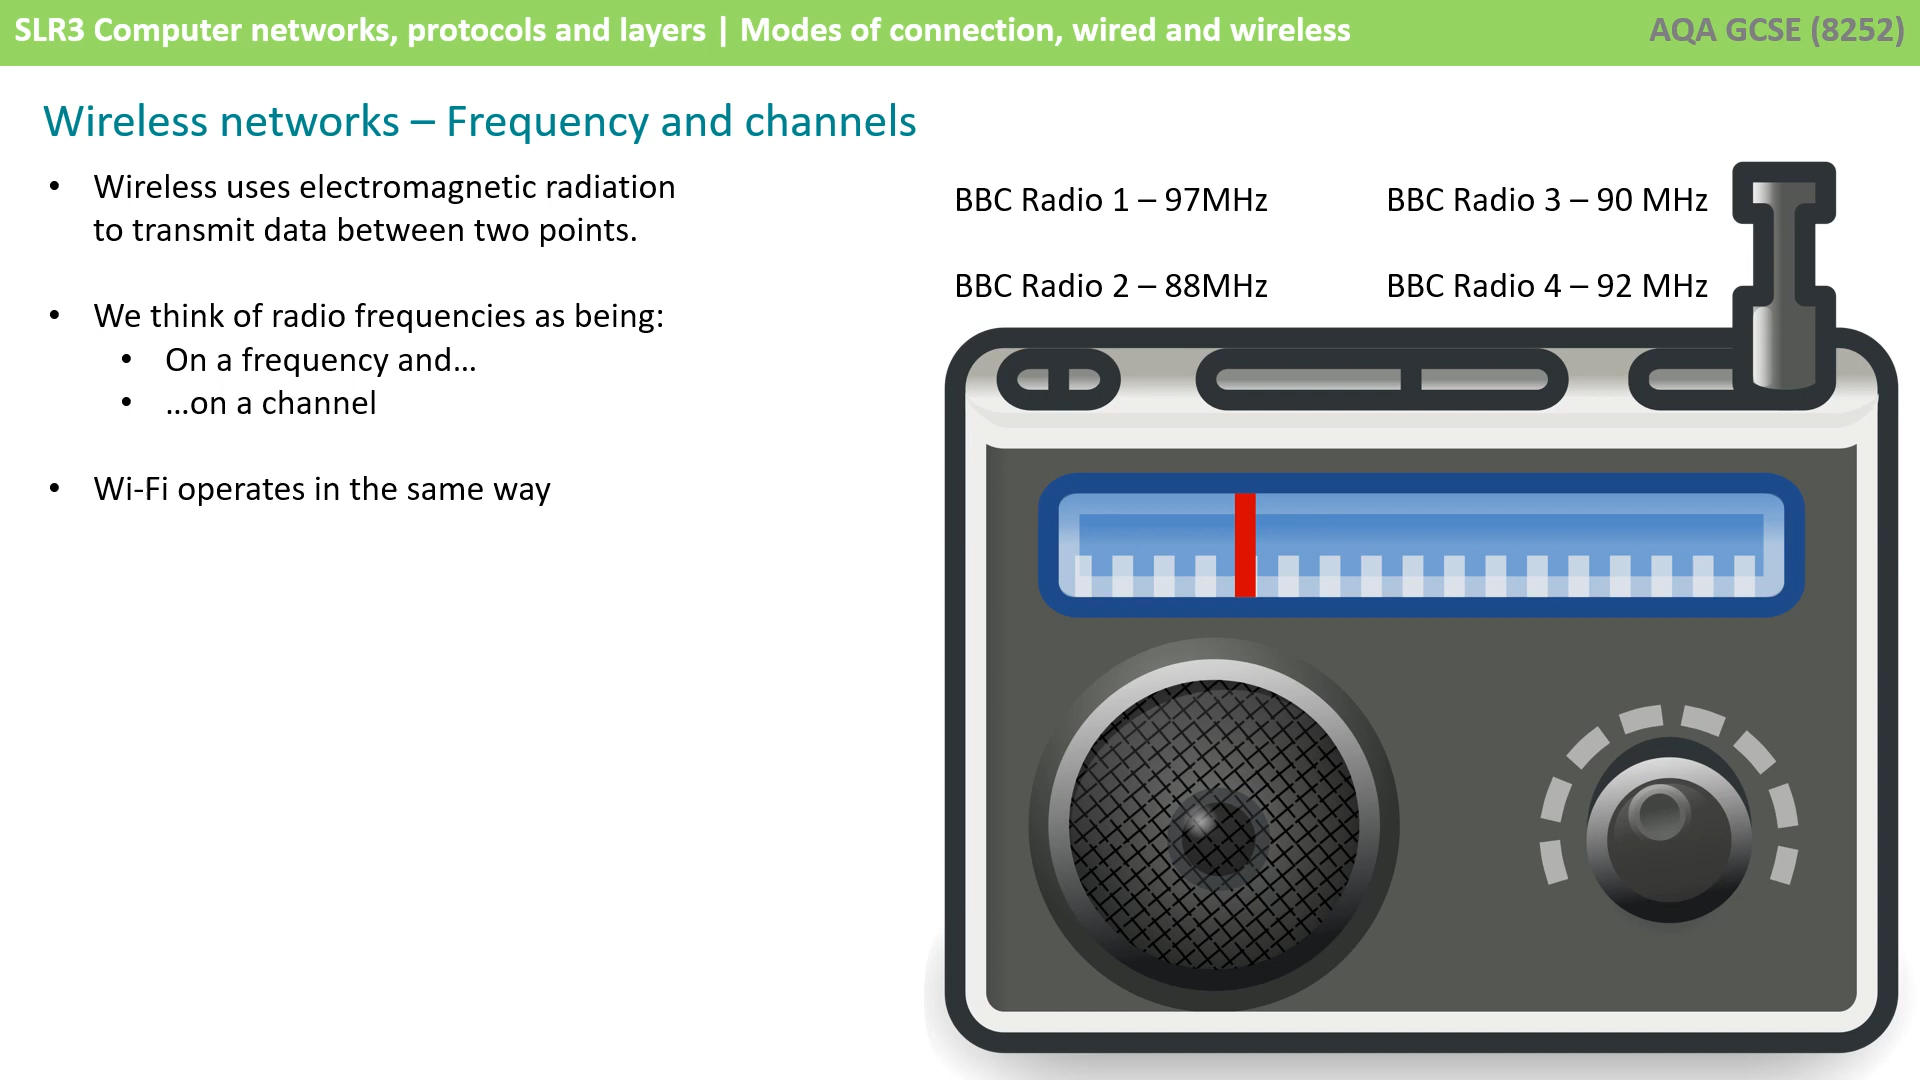 SLR3 Computer networks, protocols and layers | Modes of connection, wired and wireless
AQA GCSE (8252)
Wireless networks – Frequency and channels
• Wireless uses electromagnetic radiation
to transmit data between two points.
• We think of radio frequencies as being:
• On a frequency and...
• ...on a channel
• Wi-Fi operates in the same way
BBC Radio 1 – 97MHz
BBC Radio 3 – 90 MHz
BBC Radio 2 – 88MHz
BBC Radio 4 – 92 MHz